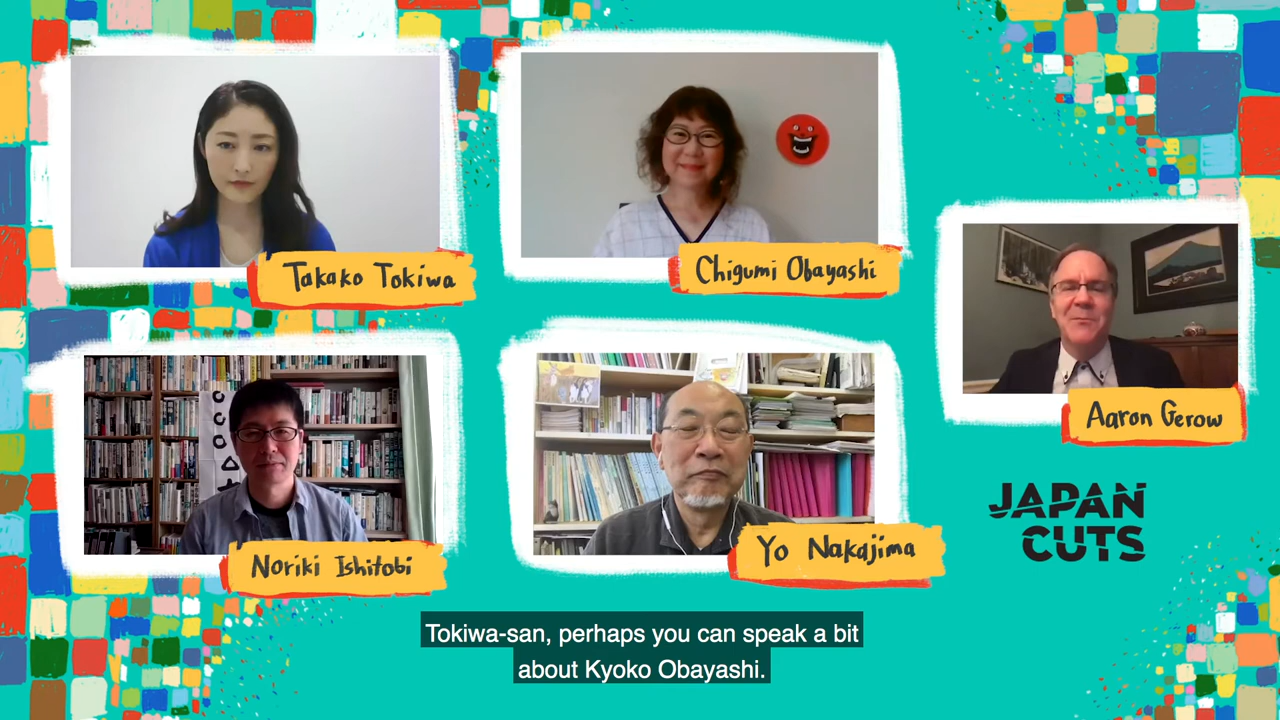 Takako Tokiwa
Chigumi Obayashi
Aaron Gerow
Noriki Ishitobi
Yo Nakajima
JAPAN
CUTS
Tokiwa-san, perhaps you can speak a bit
about Kyoko Obayashi.